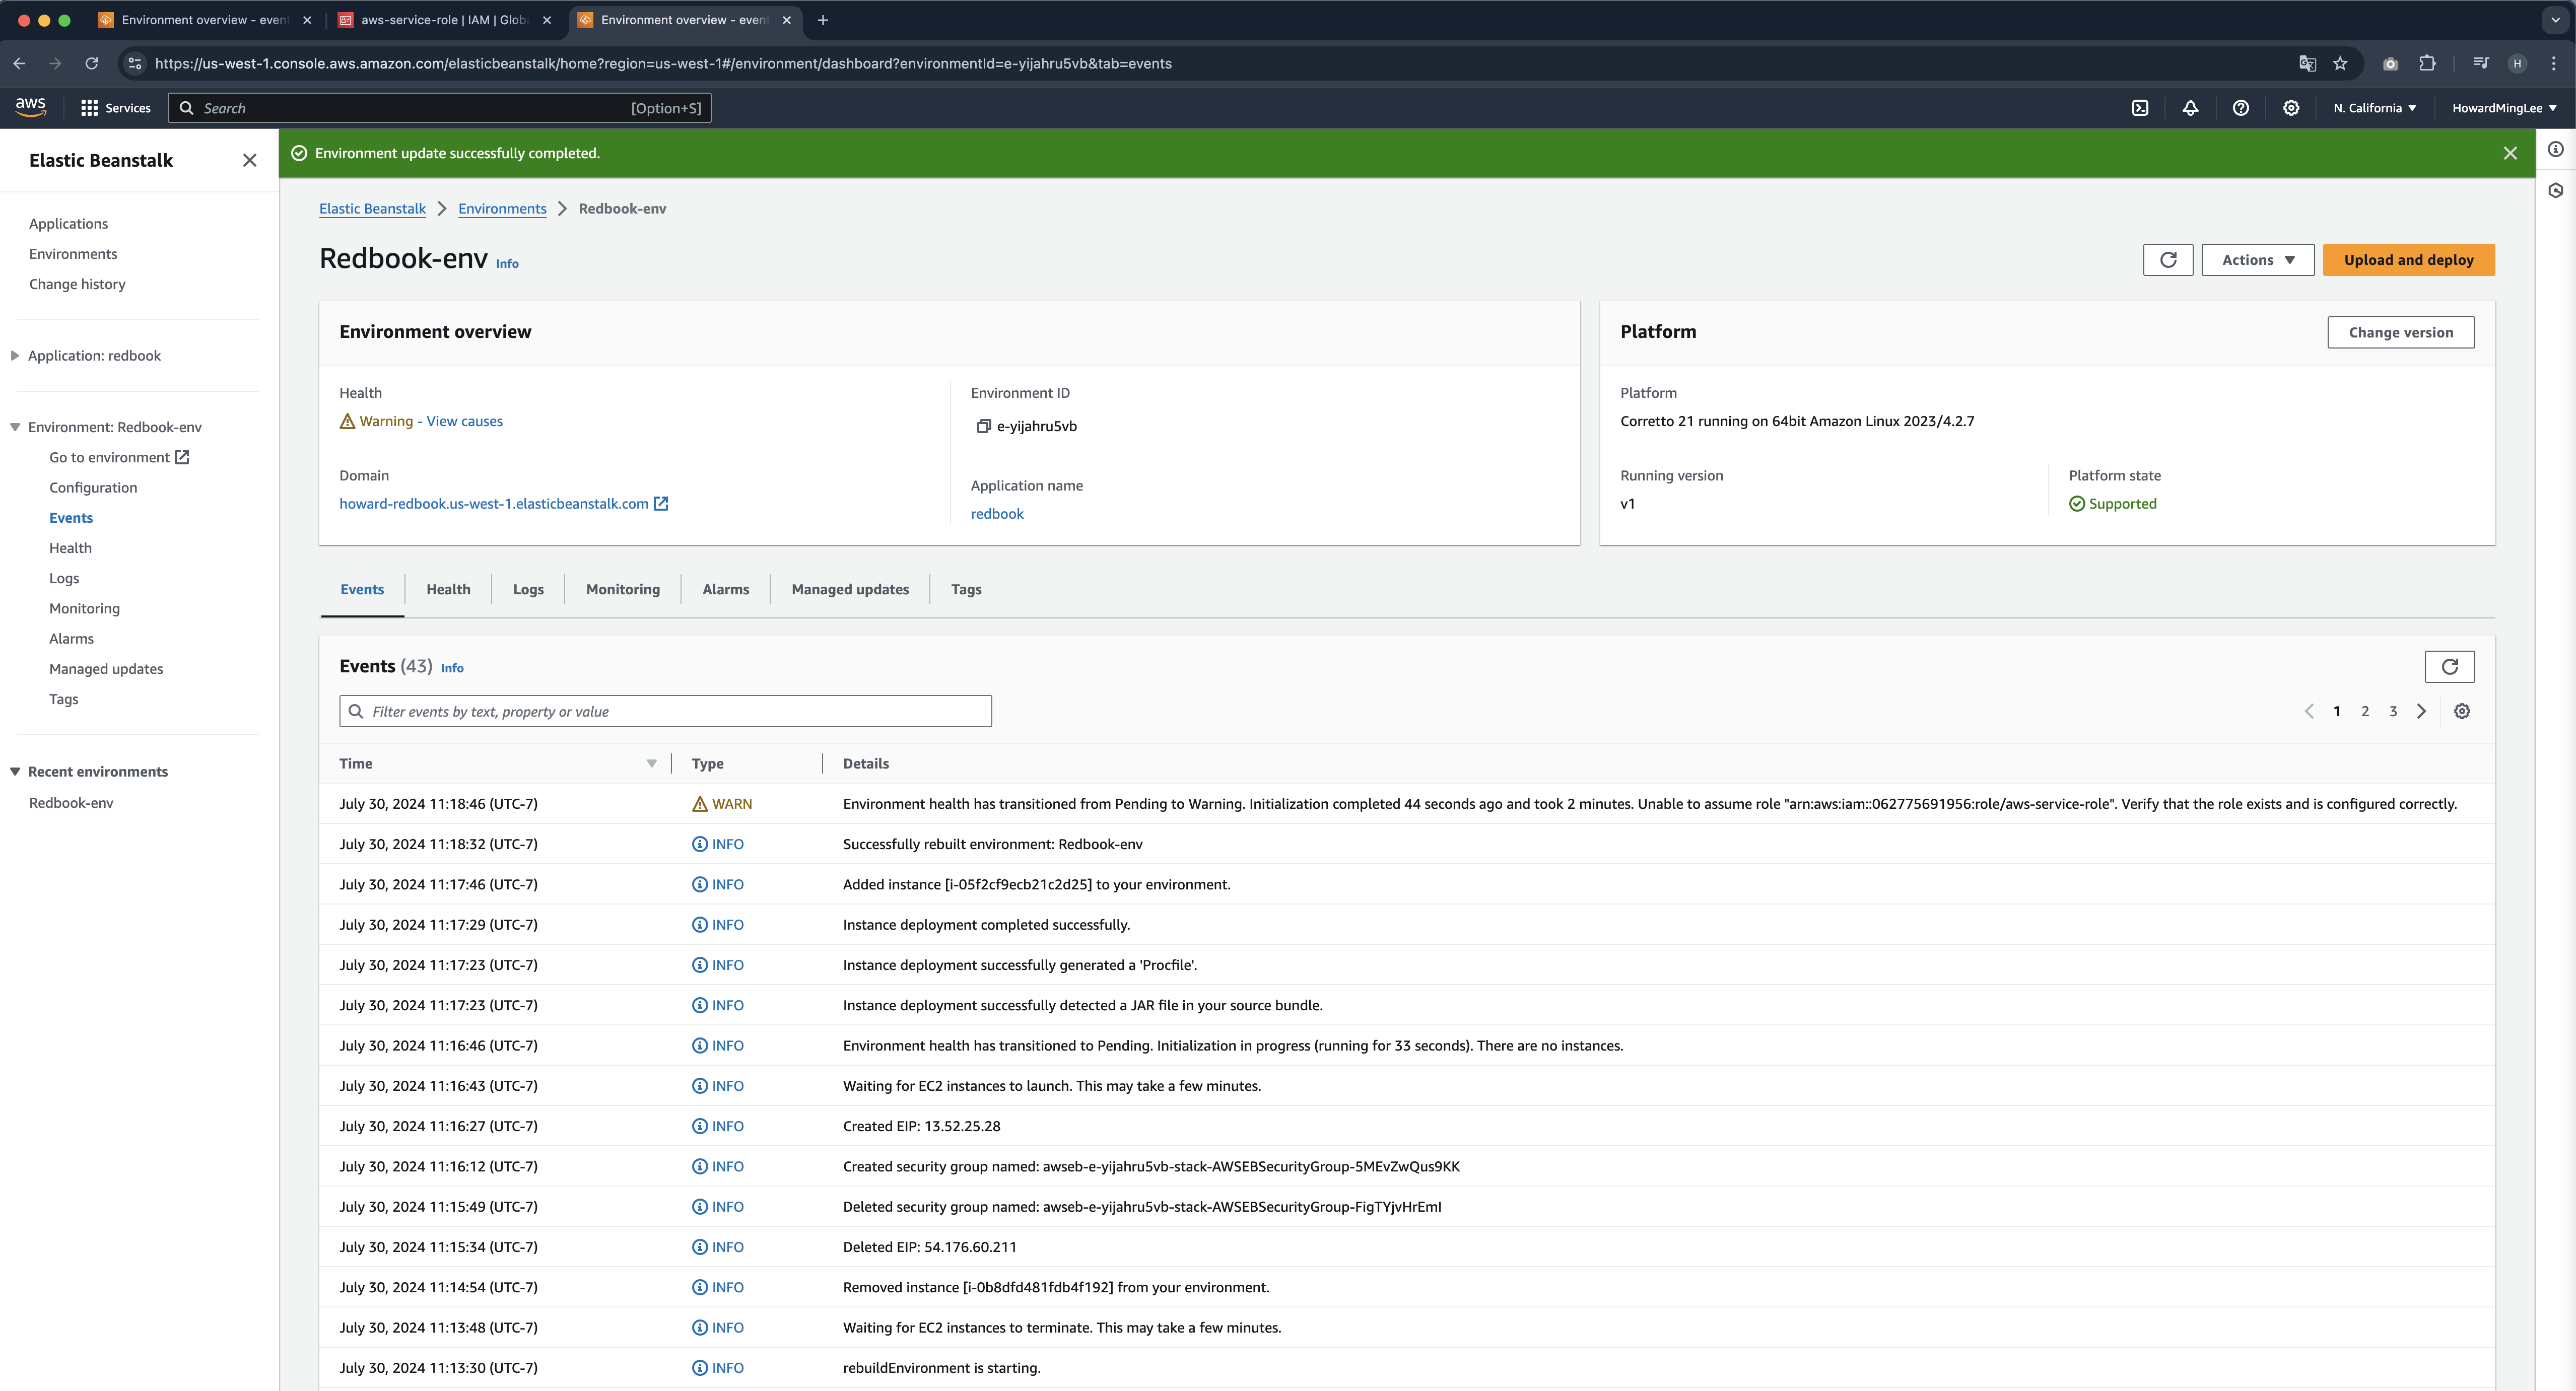 Environment overview - even
aws-service-role | IAM | Glob
Environment overview - even
https://us-west-1.console.aws.amazon.com/elasticbeanstalk/home?region=us-west-1#/environment/dashboard?environmentId=e-yijahru5vb&tab=events
H
aws
Services
Search
[Option+S]
N. California
HowardMingLee
Elastic Beanstalk
Applications
Environments
Change history
Application: redbook
Environment: Redbook-env
Go to environment
Configuration
Events
Health
Logs
Monitoring
Alarms
Managed updates
Tags
Recent environments
Redbook-env
Environment update successfully completed.
Elastic Beanstalk > Environments > Redbook-env
Redbook-env Info
Actions
Upload and deploy
Environment overview
Health
Warning - View causes
Domain
howard-redbook.us-west-1.elasticbeanstalk.com
Environment ID
e-yijahru5vb
Application name
redbook
Platform
Change version
Platform
Corretto 21 running on 64bit Amazon Linux 2023/4.2.7
Running version
v1
Platform state
Supported
Events Health Logs Monitoring Alarms Managed updates Tags
Events (43) Info
Filter events by text, property or value
1 2 3
Time Type Details
July 30, 2024 11:18:46 (UTC-7) WARN Environment health has transitioned from Pending to Warning. Initialization completed 44 seconds ago and took 2 minutes. Unable to assume role "arn:aws:iam::062775691956:role/aws-service-role". Verify that the role exists and is configured correctly.
July 30, 2024 11:18:32 (UTC-7) INFO Successfully rebuilt environment: Redbook-env
July 30, 2024 11:17:46 (UTC-7) INFO Added instance [i-05f2cf9ecb21c2d25] to your environment.
July 30, 2024 11:17:29 (UTC-7) INFO Instance deployment completed successfully.
July 30, 2024 11:17:23 (UTC-7) INFO Instance deployment successfully generated a 'Procfile'.
July 30, 2024 11:17:23 (UTC-7) INFO Instance deployment successfully detected a JAR file in your source bundle.
July 30, 2024 11:16:46 (UTC-7) INFO Environment health has transitioned to Pending. Initialization in progress (running for 33 seconds). There are no instances.
July 30, 2024 11:16:43 (UTC-7) INFO Waiting for EC2 instances to launch. This may take a few minutes.
July 30, 2024 11:16:27 (UTC-7) INFO Created EIP: 13.52.25.28
July 30, 2024 11:16:12 (UTC-7) INFO Created security group named: awseb-e-yijahru5vb-stack-AWSEBSecurityGroup-5MEvZwQus9KK
July 30, 2024 11:15:49 (UTC-7) INFO Deleted security group named: awseb-e-yijahru5vb-stack-AWSEBSecurityGroup-FigTYjvHrEmI
July 30, 2024 11:15:34 (UTC-7) INFO Deleted EIP: 54.176.60.211
July 30, 2024 11:14:54 (UTC-7) INFO Removed instance [i-0b8dfd481fdb4f192] from your environment.
July 30, 2024 11:13:48 (UTC-7) INFO Waiting for EC2 instances to terminate. This may take a few minutes.
July 30, 2024 11:13:30 (UTC-7) INFO rebuildEnvironment is starting.